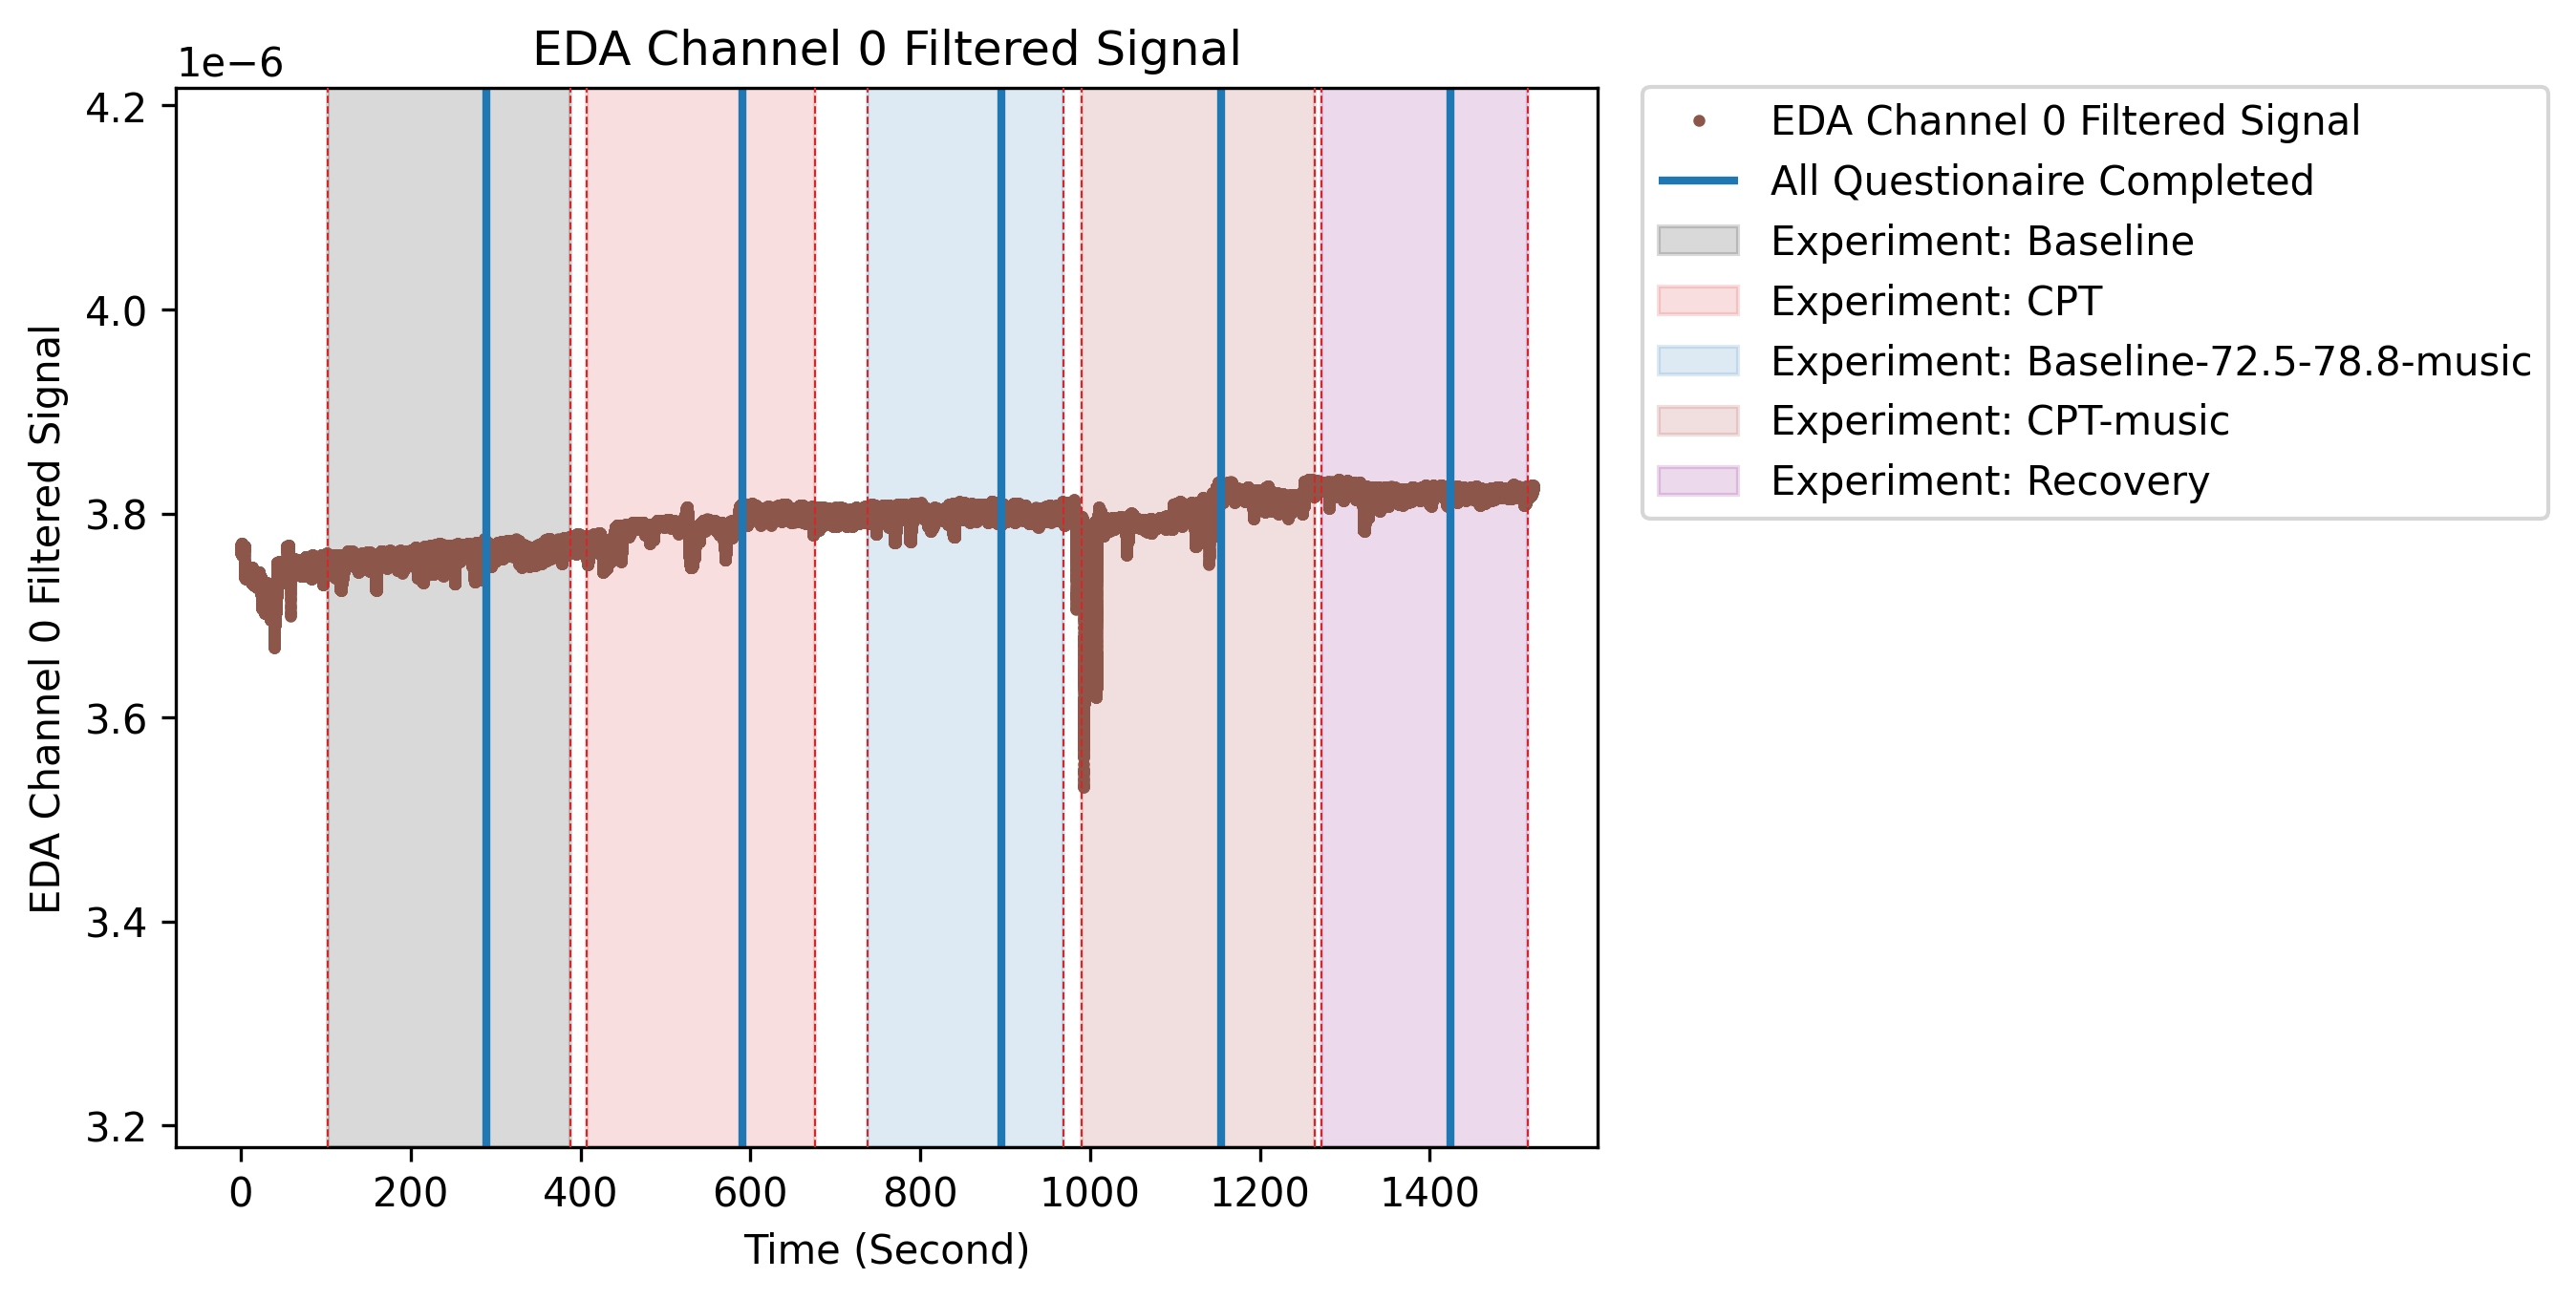 EDA Channel 0 Filtered Signal
1e−6
4.2
4.0
3.8
3.6
3.4
3.2
EDA Channel 0 Filtered Signal
0 200 400 600 800 1000 1200 1400
Time (Second)
EDA Channel 0 Filtered Signal
All Questionaire Completed
Experiment: Baseline
Experiment: CPT
Experiment: Baseline-72.5-78.8-music
Experiment: CPT-music
Experiment: Recovery